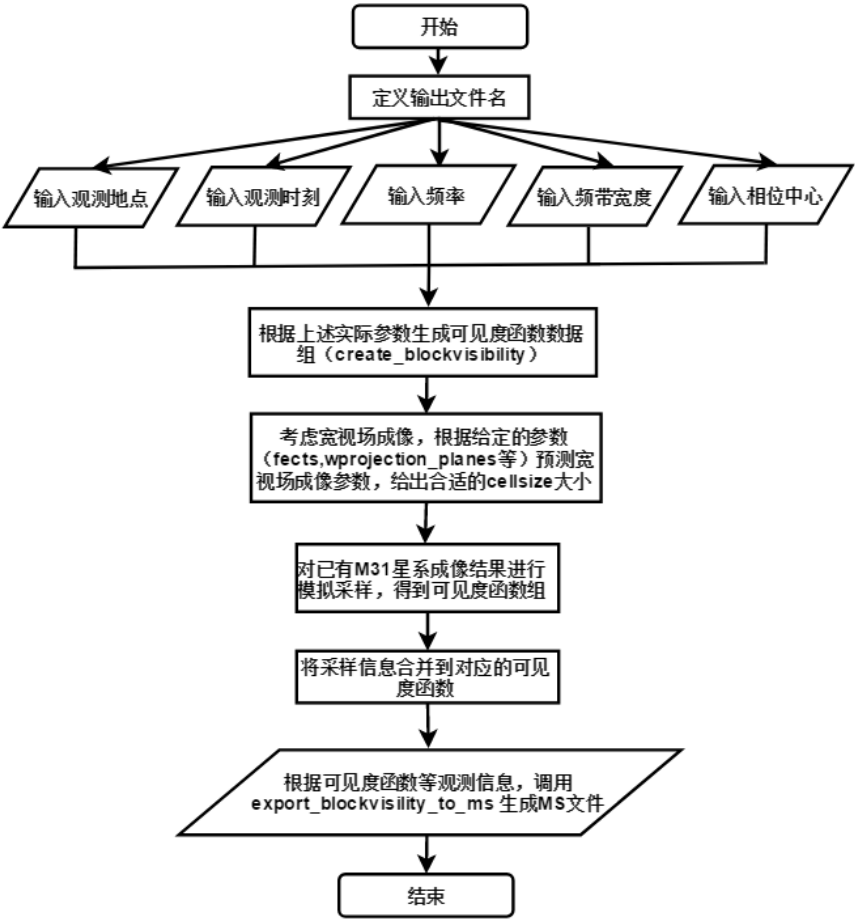 开始
定义输出文件名
输入观测地点
输入观测时刻
输入频率
输入频带宽度
输入相位中心
根据上述实际参数生成可见度函数数据
组（create_blockvisibility）
考虑宽视场成像，根据给定的参数
（fects,wprojection_planes等）预测宽
视场成像参数，给出合适的cellsize大小
对已有M31星系成像结果进行
模拟采样，得到可见度函数组
将采样信息合并到对应的可见
度函数
根据可见度函数等观测信息，调用
export_blockvisility_to_ms 生成MS文件
结束